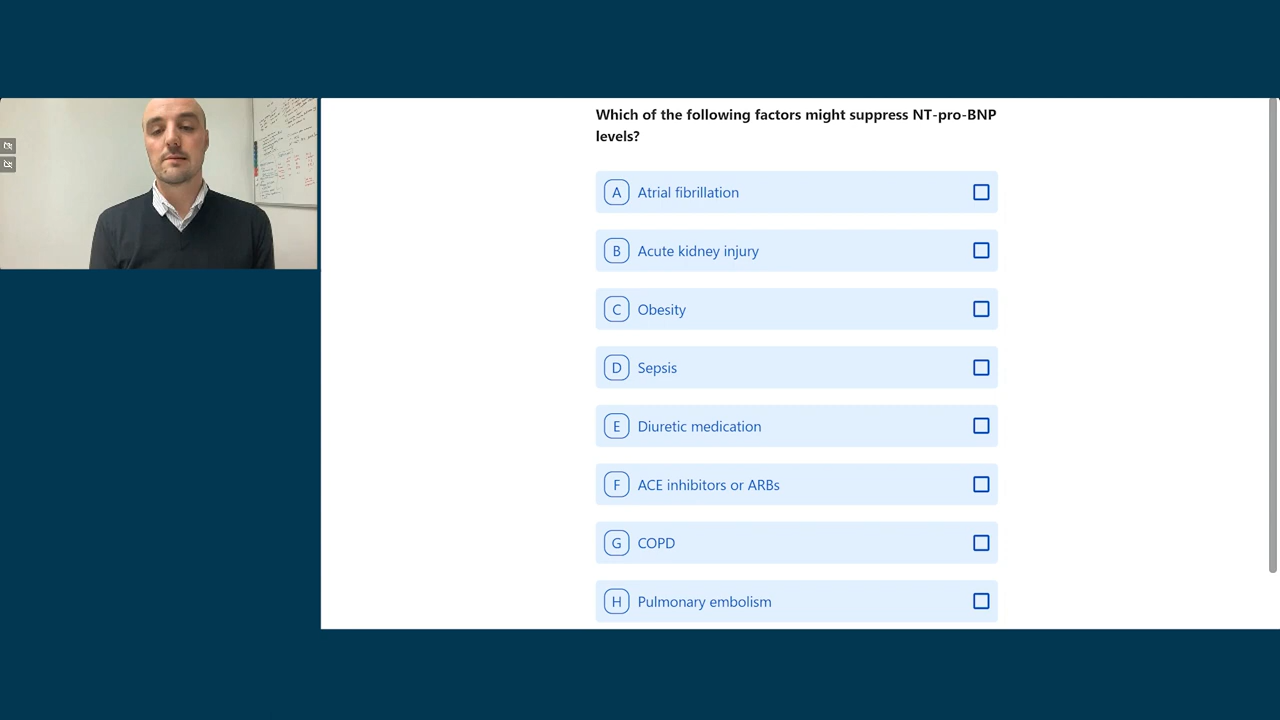 Which of the following factors might suppress NT-pro-BNP
levels?
A Atrial fibrillation
B Acute kidney injury
C Obesity
D Sepsis
E Diuretic medication
F ACE inhibitors or ARBs
G COPD
H Pulmonary embolism